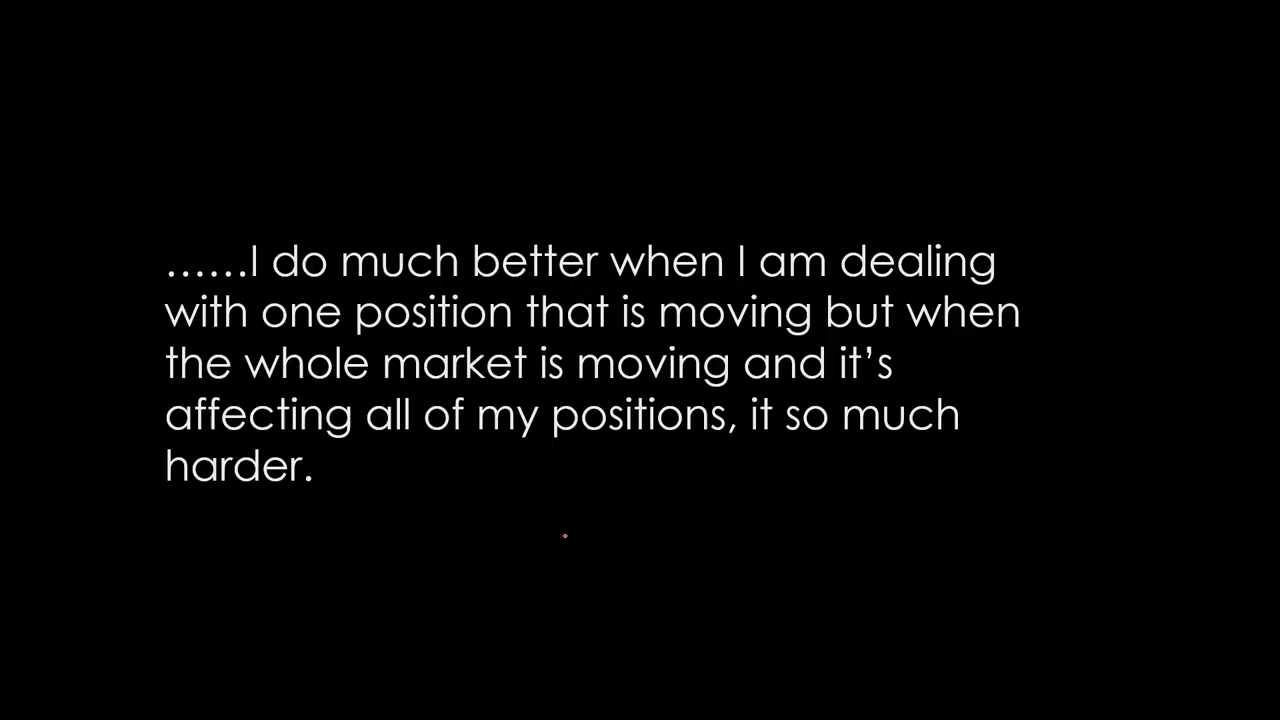 ......I do much better when I am dealing
with one position that is moving but when
the whole market is moving and it’s
affecting all of my positions, it so much
harder.